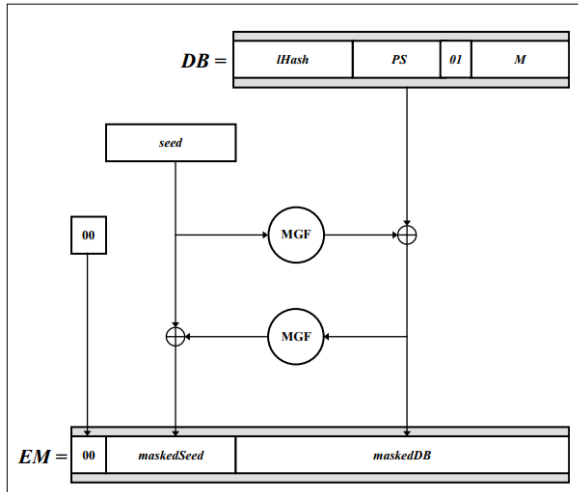 DB = lHash PS 01 M
seed
00 MGF
MGF
EM = 00 maskedSeed maskedDB